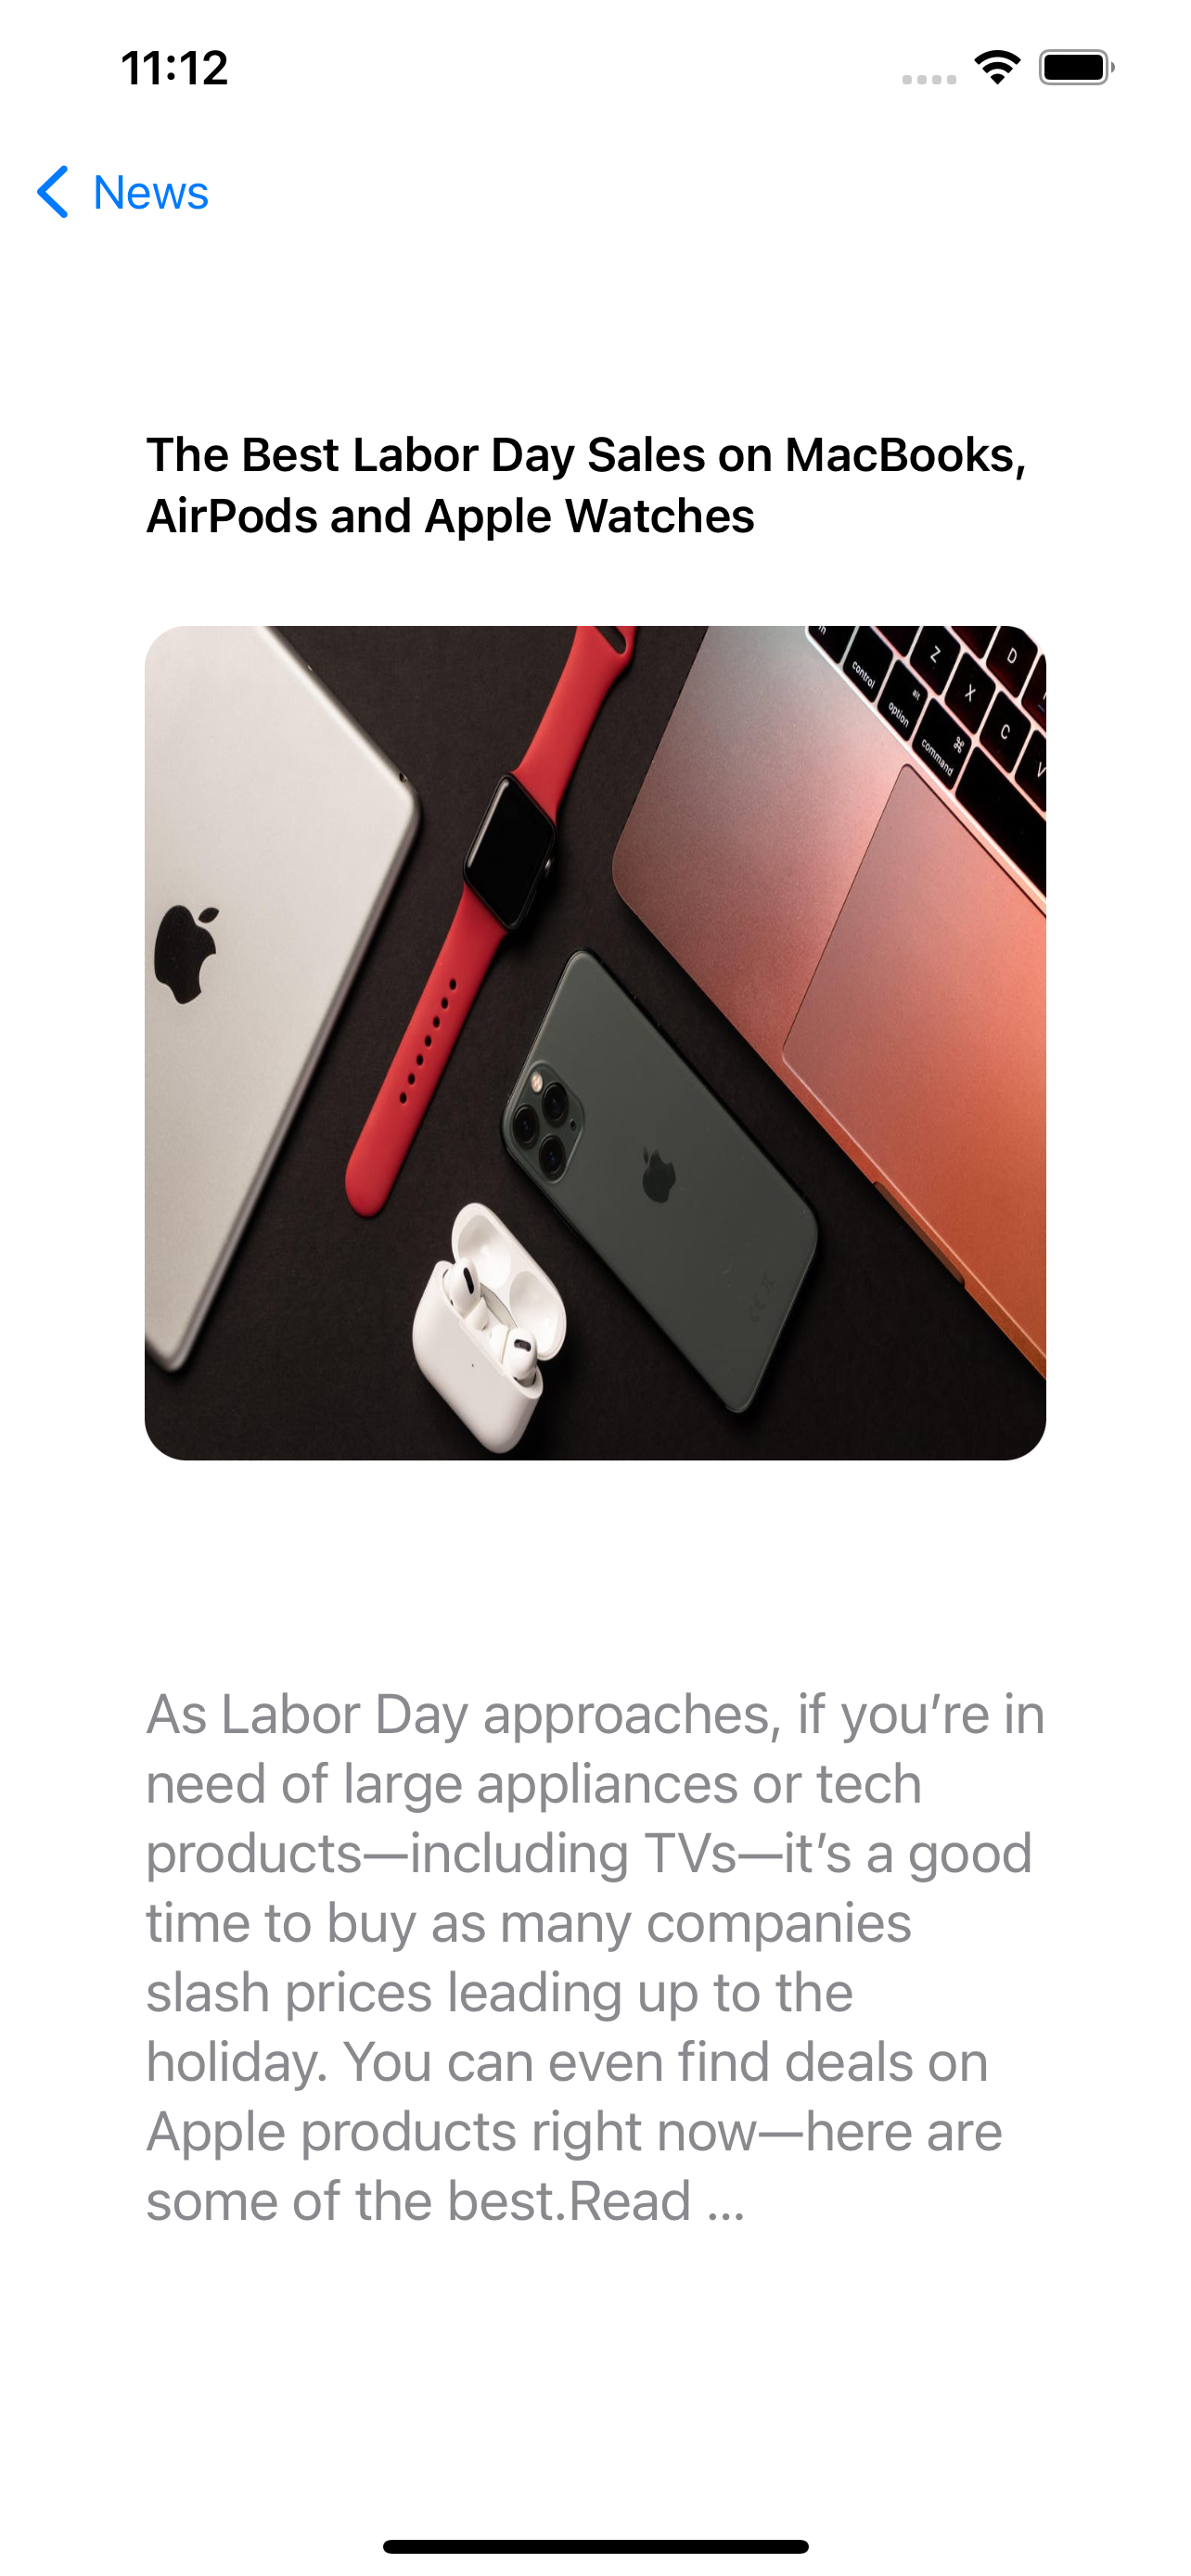 11:12
News
The Best Labor Day Sales on MacBooks,
AirPods and Apple Watches
Z
D
control
X
alt
option
C
⌘
command
V
As Labor Day approaches, if you’re in
need of large appliances or tech
products—including TVs—it’s a good
time to buy as many companies
slash prices leading up to the
holiday. You can even find deals on
Apple products right now—here are
some of the best.Read ...